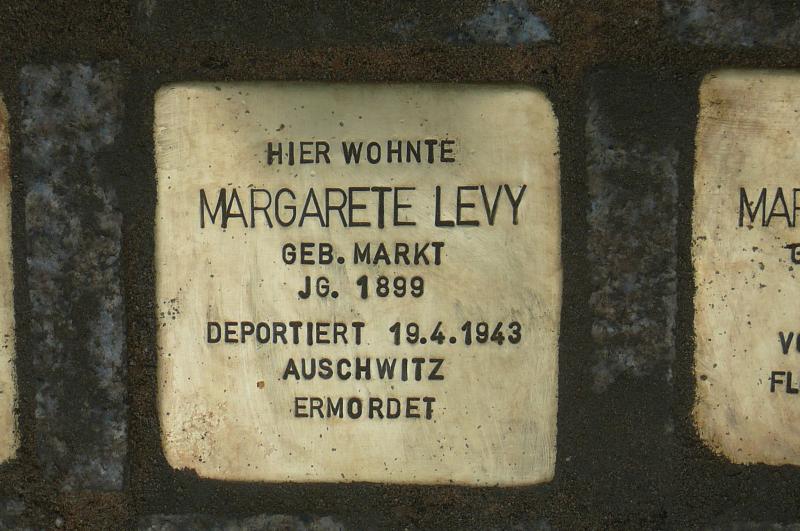 HIER WOHNTE
MARGARETE LEVY
GEB. MARKT
JG. 1899
DEPORTIERT 19.4.1943
AUSCHWITZ
ERMORDET